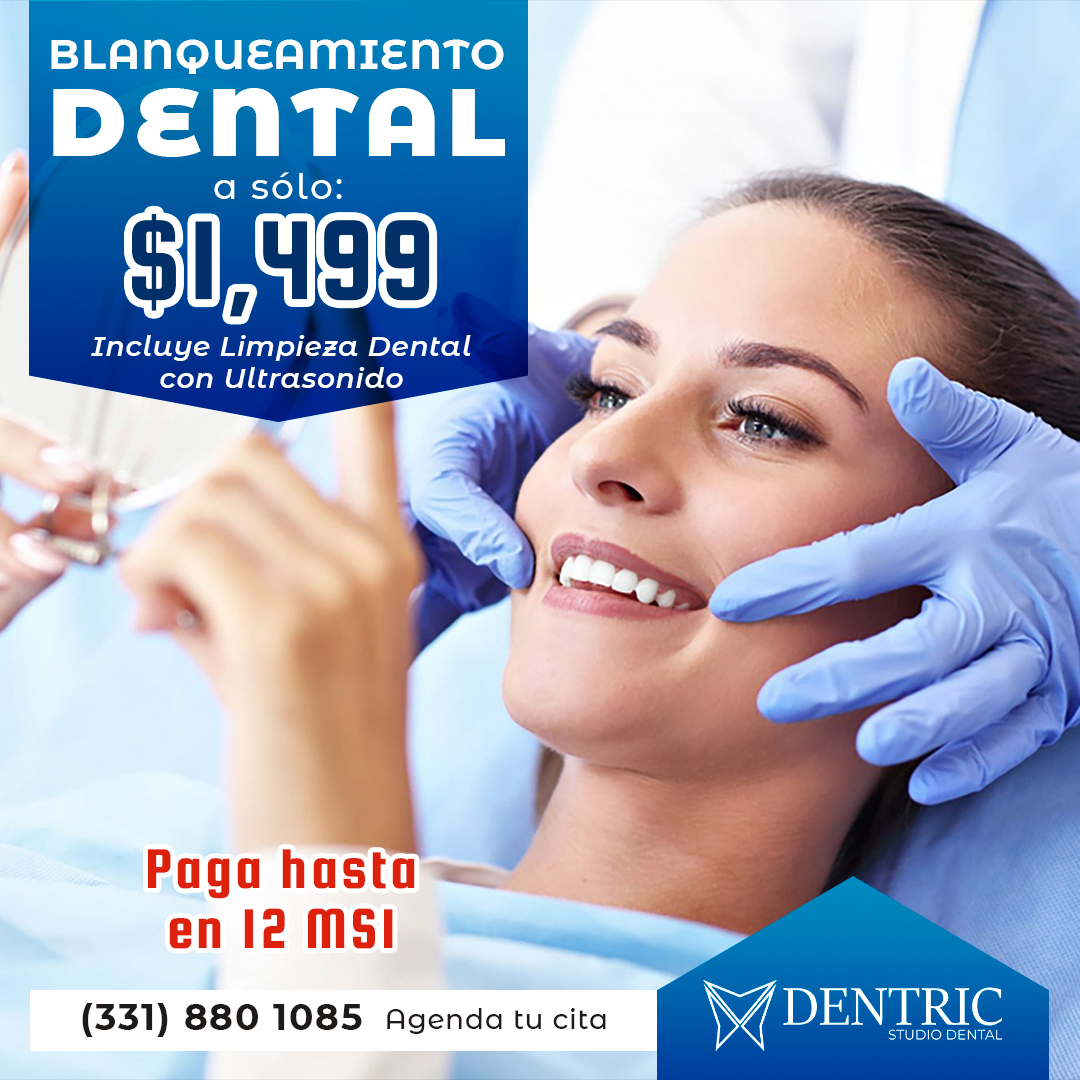 BLANQUEAMIENTO
DENTAL
a sólo:
$1,499
Incluye Limpieza Dental
con Ultrasonido
Paga hasta
en 12 MSI
(331) 880 1085 Agenda tu cita
DENTRIC
STUDIO DENTAL